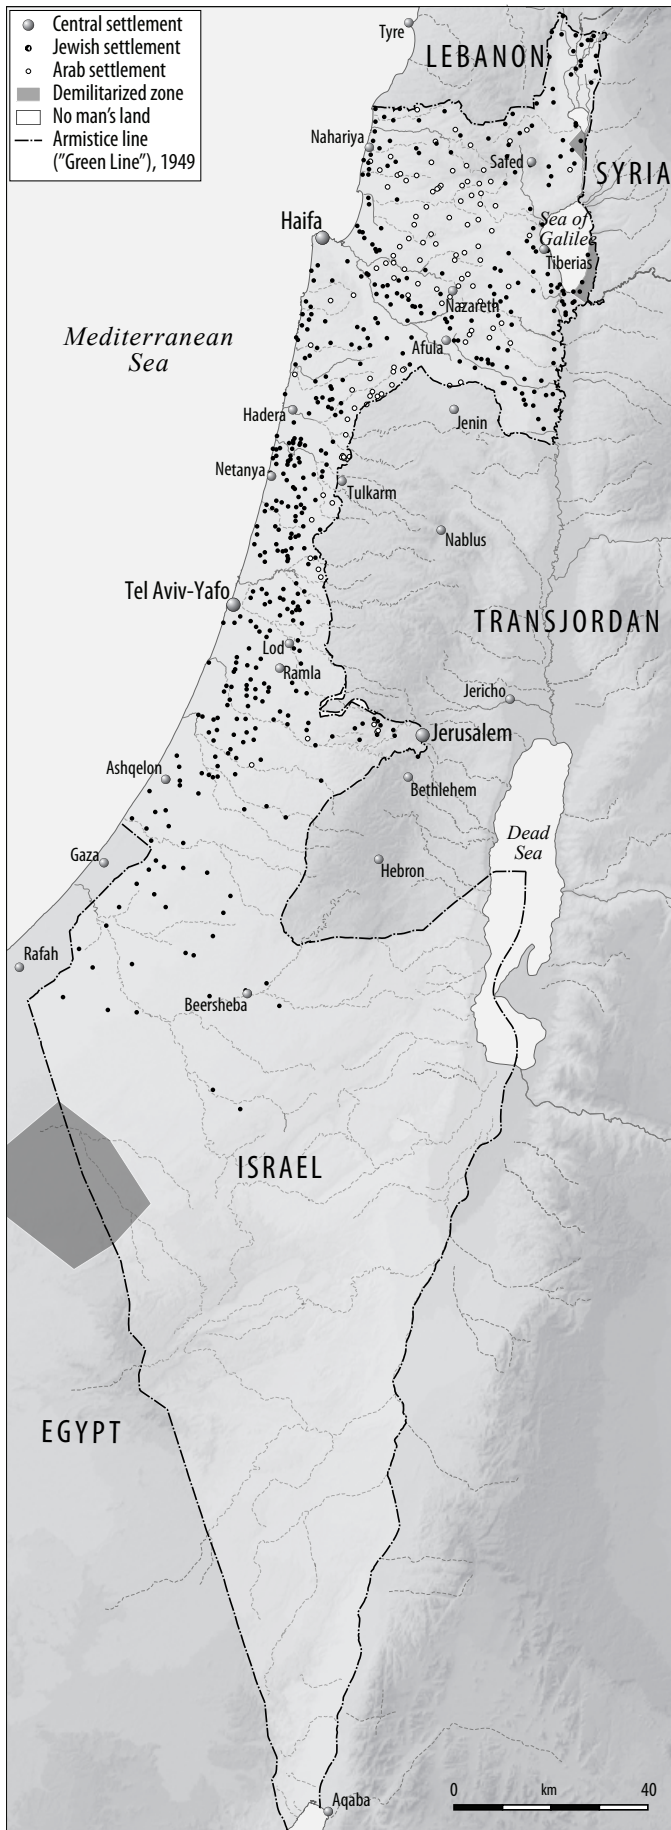 Central settlement
Jewish settlement
Arab settlement
Demilitarized zone
No man's land
Armistice line
("Green Line"), 1949
Tyre
LEBANON
Nahariya
Safed
SYRIA
Haifa
Sea of
Galilee
Tiberias
Nazareth
Mediterranean
Sea
Afula
Hadera
Jenin
Netanya
Tulkarm
Nablus
Tel Aviv-Yafo
TRANSJORDAN
Lod
Ramla
Jericho
Jerusalem
Ashqelon
Bethlehem
Dead
Sea
Gaza
Hebron
Rafah
Beersheba
ISRAEL
EGYPT
Aqaba
0 km 40